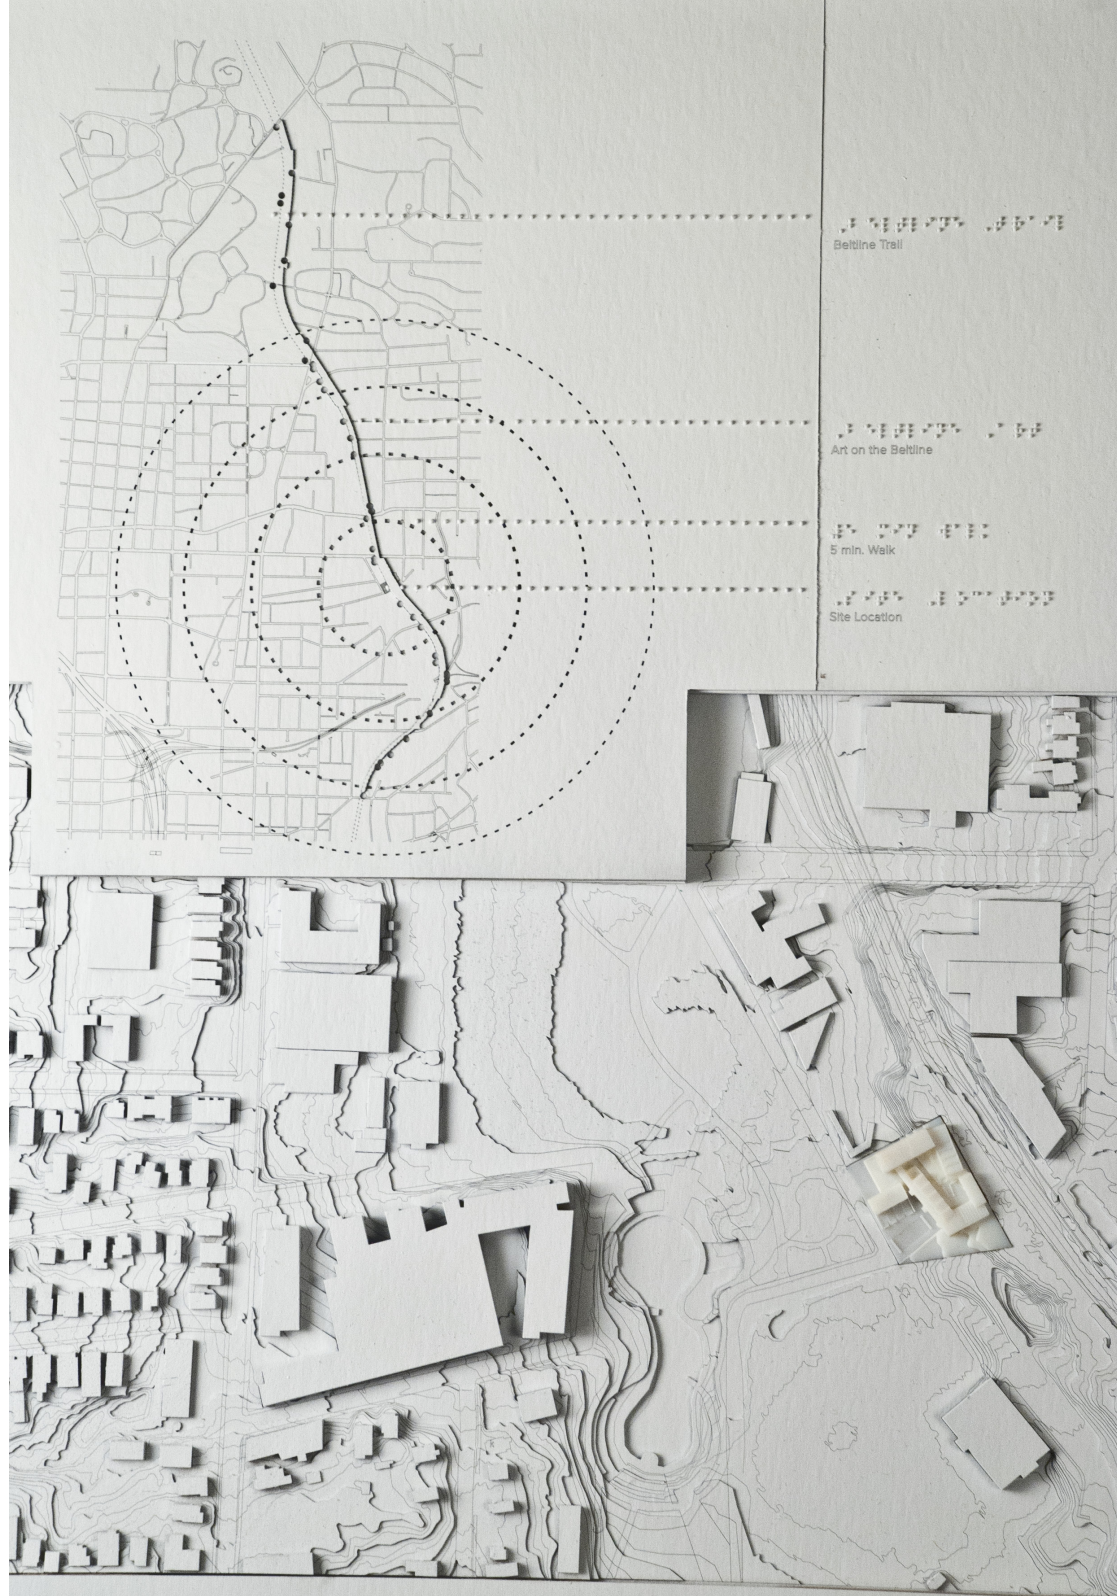 Beltline Trail
Art on the Beltline
5 min. Walk
Site Location